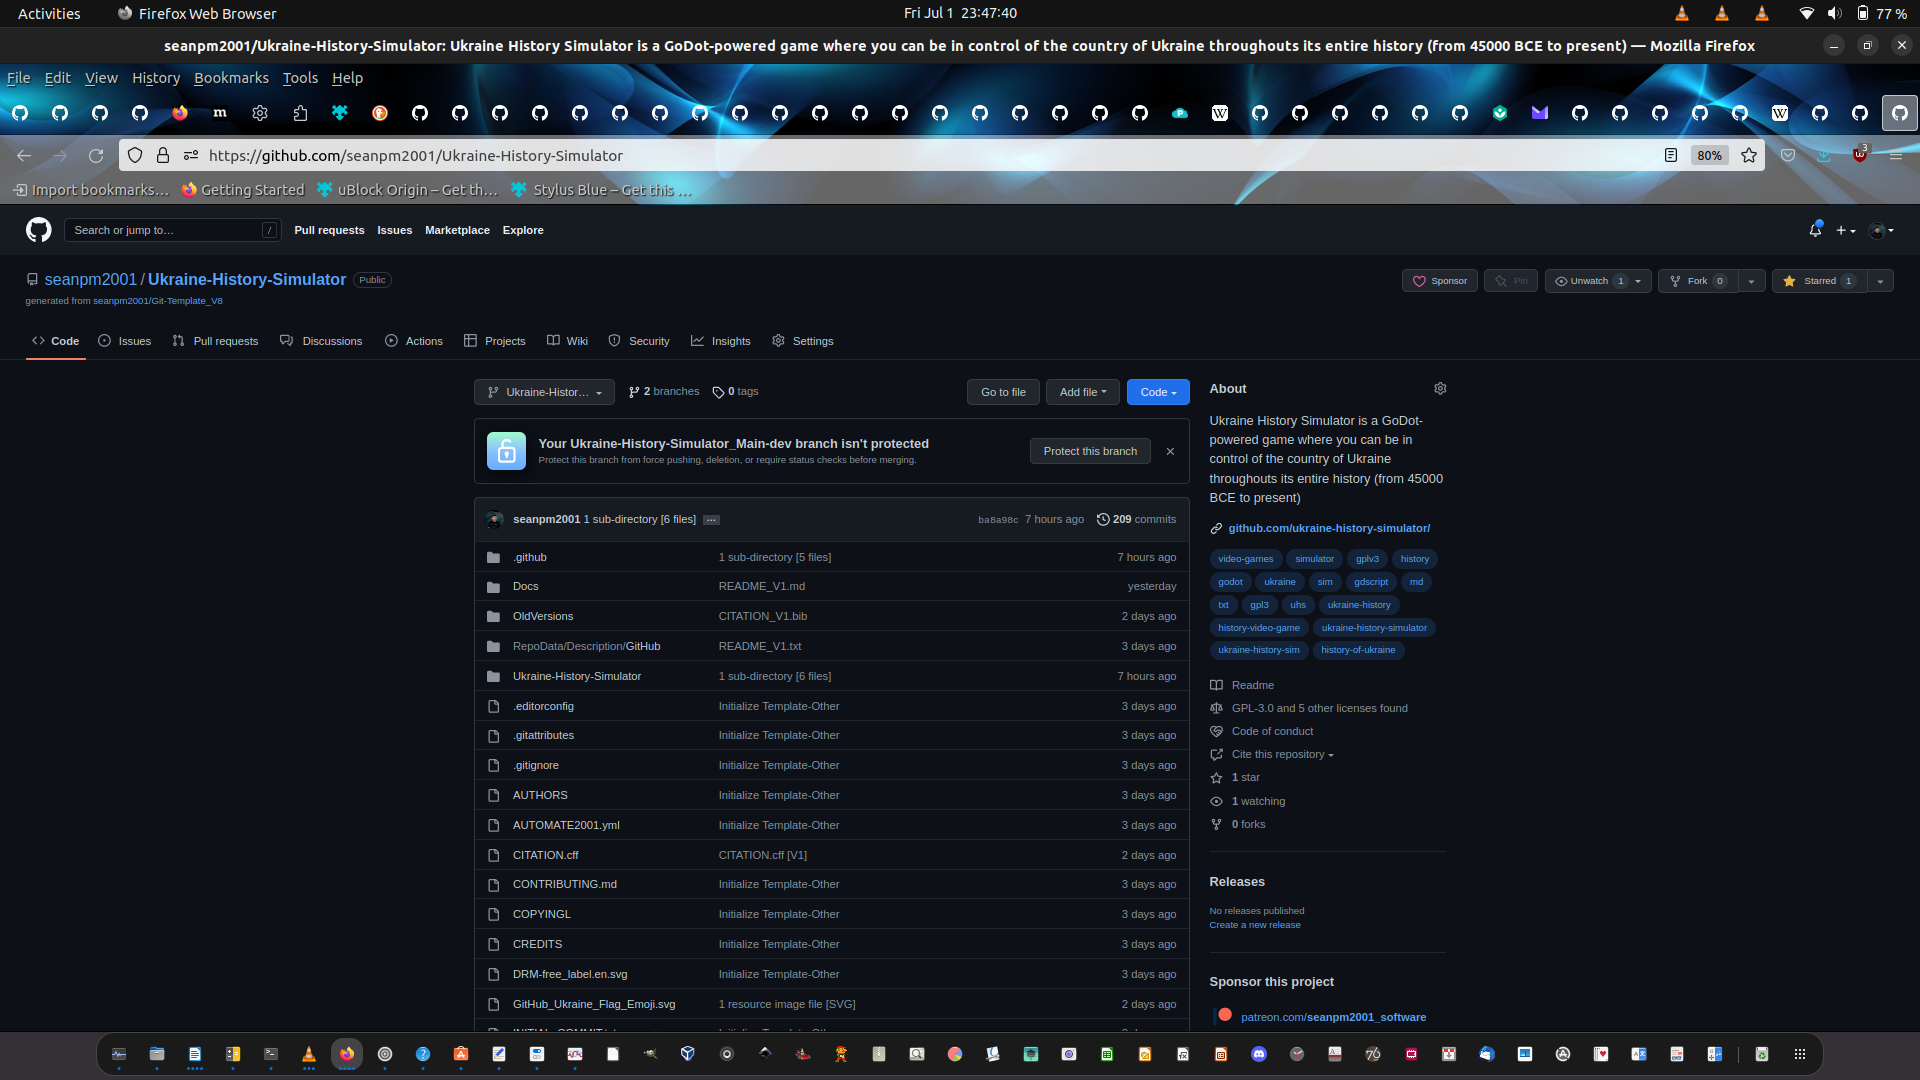 Activities
Firefox Web Browser
Fri Jul 1 23:47:40
77 %
seanpm2001/Ukraine-History-Simulator: Ukraine History Simulator is a GoDot-powered game where you can be in control of the country of Ukraine throughouts its entire history (from 45000 BCE to present) — Mozilla Firefox
File Edit View History Bookmarks Tools Help
https://github.com/seanpm2001/Ukraine-History-Simulator
80%
3
Import bookmarks…
Getting Started
uBlock Origin – Get th…
Stylus Blue – Get this …
Search or jump to…
/
Pull requests
Issues
Marketplace
Explore
seanpm2001 / Ukraine-History-Simulator
Public
generated from seanpm2001/Git-Template_V8
Sponsor
Pin
Unwatch 1
Fork 0
Starred 1
Code
Issues
Pull requests
Discussions
Actions
Projects
Wiki
Security
Insights
Settings
Ukraine-Histor…
2 branches
0 tags
Go to file
Add file
Code
Your Ukraine-History-Simulator_Main-dev branch isn't protected
Protect this branch from force pushing, deletion, or require status checks before merging.
Protect this branch
seanpm2001 1 sub-directory [6 files] …
ba8a98c 7 hours ago
209 commits
.github 1 sub-directory [5 files] 7 hours ago
Docs README_V1.md yesterday
OldVersions CITATION_V1.bib 2 days ago
RepoData/Description/GitHub README_V1.txt 3 days ago
Ukraine-History-Simulator 1 sub-directory [6 files] 7 hours ago
.editorconfig Initialize Template-Other 3 days ago
.gitattributes Initialize Template-Other 3 days ago
.gitignore Initialize Template-Other 3 days ago
AUTHORS Initialize Template-Other 3 days ago
AUTOMATE2001.yml Initialize Template-Other 3 days ago
CITATION.cff CITATION.cff [V1] 2 days ago
CONTRIBUTING.md Initialize Template-Other 3 days ago
COPYINGL Initialize Template-Other 3 days ago
CREDITS Initialize Template-Other 3 days ago
DRM-free_label.en.svg Initialize Template-Other 3 days ago
GitHub_Ukraine_Flag_Emoji.svg 1 resource image file [SVG] 2 days ago
About
Ukraine History Simulator is a GoDot-
powered game where you can be in
control of the country of Ukraine
throughouts its entire history (from 45000
BCE to present)
github.com/ukraine-history-simulator/
video-games simulator gplv3 history
godot ukraine sim gdscript md
txt gpl3 uhs ukraine-history
history-video-game ukraine-history-simulator
ukraine-history-sim history-of-ukraine
Readme
GPL-3.0 and 5 other licenses found
Code of conduct
Cite this repository
1 star
1 watching
0 forks
Releases
No releases published
Create a new release
Sponsor this project
patreon.com/seanpm2001_software